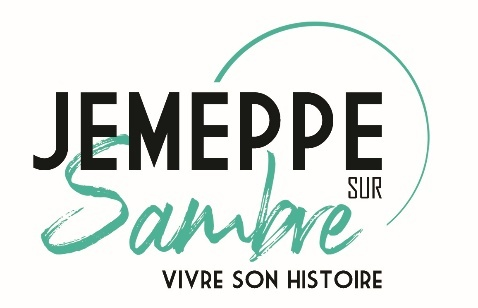 JEMEPPE
SUR
Sambre
VIVRE SON HISTOIRE